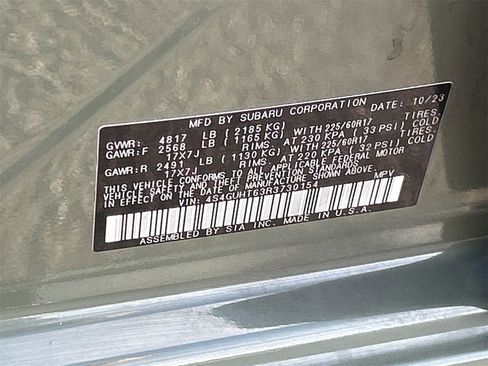 MFD BY SUBARU CORPORATION DATE: 10/23
GVWR: 4817 LB (2185 KG)
GAWR:F 2568 LB (1165 KG) WITH 225/60R17 TIRES,
17X7J RIMS, AT 230 KPA (33 PSI) COLD
GAWR:R 2491 LB (1130 KG) WITH 225/60R17 TIRES,
17X7J RIMS, AT 220 KPA (32 PSI) COLD
THIS VEHICLE CONFORMS TO ALL APPLICABLE FEDERAL MOTOR
VEHICLE SAFETY STANDARDS
IN EFFECT ON THE DATE OF MANUFACTURE SHOWN ABOVE.
VIN: 4S4GUHT63R3730154 MPV
ASSEMBLED BY SIA INC. MADE IN U.S.A.